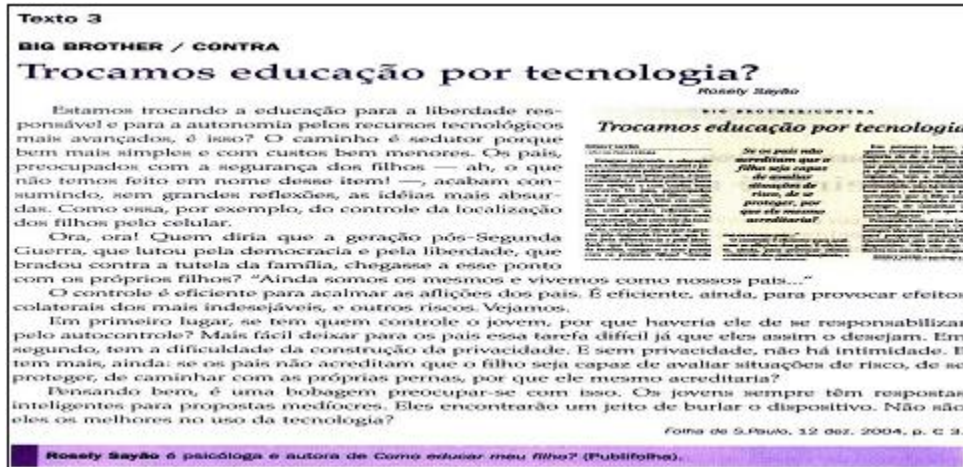 Texto 3
BIG BROTHER / CONTRA
Trocamos educação por tecnologia?
Rosely Sayão
Estamos trocando a educação para a liberdade res-
ponsável e para a autonomia pelos recursos tecnológicos
mais avançados, é isso? O caminho é sedutor porque
bem mais simples e com custos bem menores. Os pais,
preocupados com a segurança dos filhos — ah, o que
não temos feito em nome desse item! —, acabam con-
sumindo, sem grandes reflexões, as idéias mais absur-
das. Como essa, por exemplo, do controle da localização
dos filhos pelo celular.
Ora, ora! Quem diria que a geração pós-Segunda
Guerra, que lutou pela democracia e pela liberdade, que
bradou contra a tutela da família, chegasse a esse ponto
com os próprios filhos? "Ainda somos os mesmos e vivemos como nossos pais..."
O controle é eficiente para acalmar as aflições dos pais. É eficiente, ainda, para provocar efeitos
colaterais dos mais indesejáveis, e outros riscos. Vejamos.
Em primeiro lugar, se tem quem controle o jovem, por que haveria ele de se responsabilizar
pelo autocontrole? Mais fácil deixar para os pais essa tarefa difícil já que eles assim o desejam. Em
segundo, tem a dificuldade da construção da privacidade. E sem privacidade, não há intimidade. E
tem mais, ainda: se os pais não acreditam que o filho seja capaz de avaliar situações de risco, de se
proteger, de caminhar com as próprias pernas, por que ele mesmo acreditaria?
Pensando bem, é uma bobagem preocupar-se com isso. Os jovens sempre têm respostas
inteligentes para propostas medíocres. Eles encontrarão um jeito de burlar o dispositivo. Não são
eles os melhores no uso da tecnologia?
Folha de S.Paulo, 12 dez. 2004, p. C 3.
Rosely Sayão é psicóloga e autora de Como educar meu filho? (Publifolha).
BIG BROTHER/CONTRA
Trocamos educação por tecnologia
Se os pais não
acreditam que o
filho seja capaz
de avaliar
situações de
risco, de se
proteger, por
que ele mesmo
acreditaria?